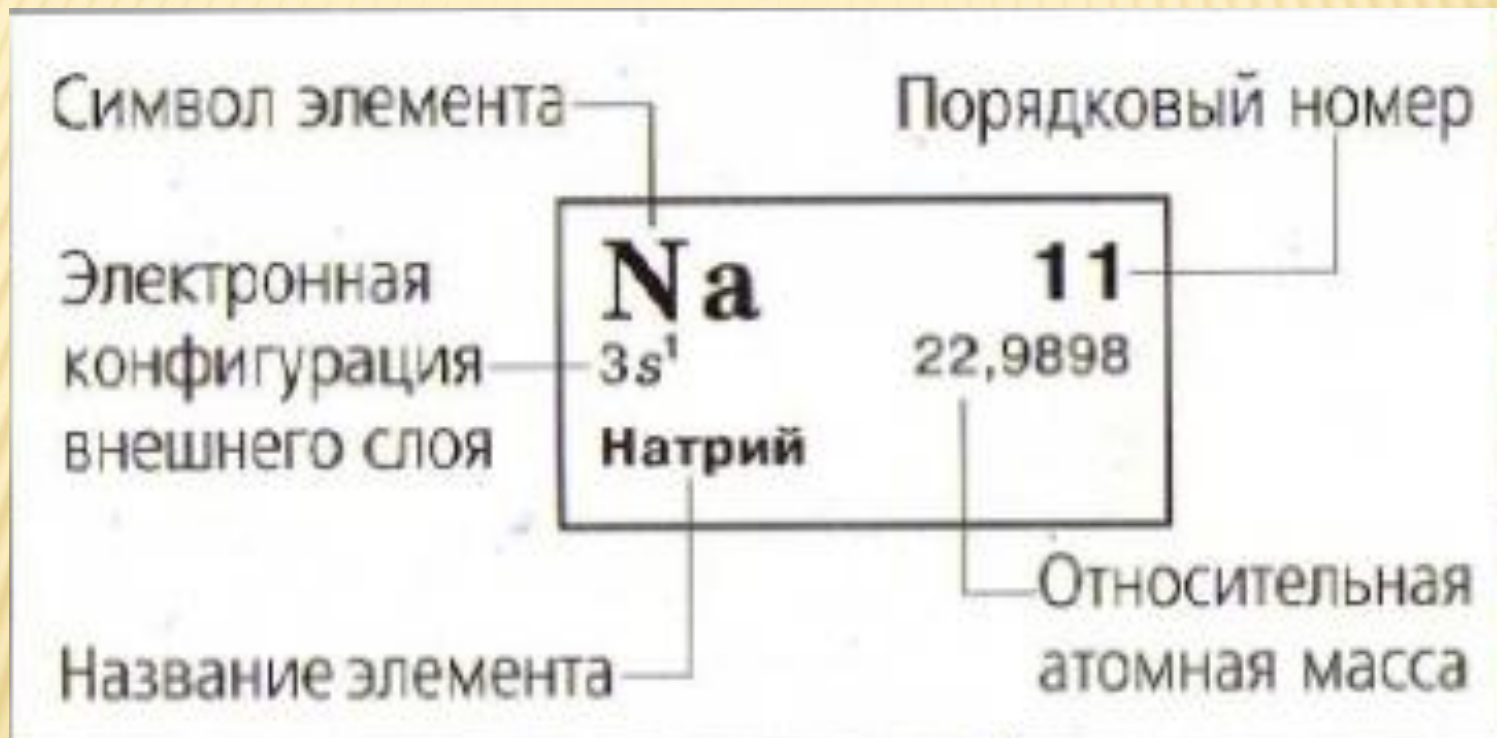 Символ элемента
Порядковый номер
Электронная
конфигурация
внешнего слоя
Na
11
3s¹
22,9898
Натрий
Относительная
атомная масса
Название элемента